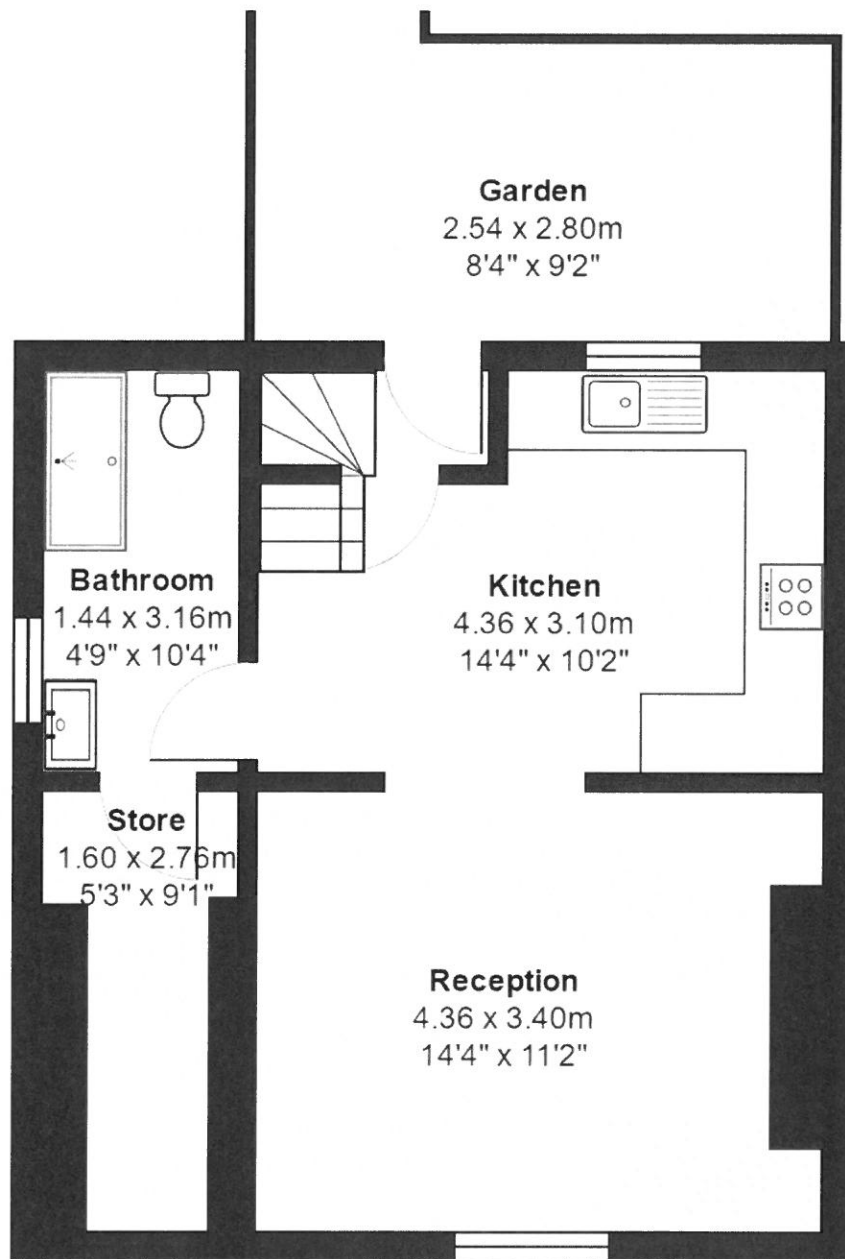 Garden
2.54 x 2.80m
8'4" x 9'2"
Bathroom
1.44 x 3.16m
4'9" x 10'4"
Kitchen
4.36 x 3.10m
14'4" x 10'2"
Store
1.60 x 2.76m
5'3" x 9'1"
Reception
4.36 x 3.40m
14'4" x 11'2"